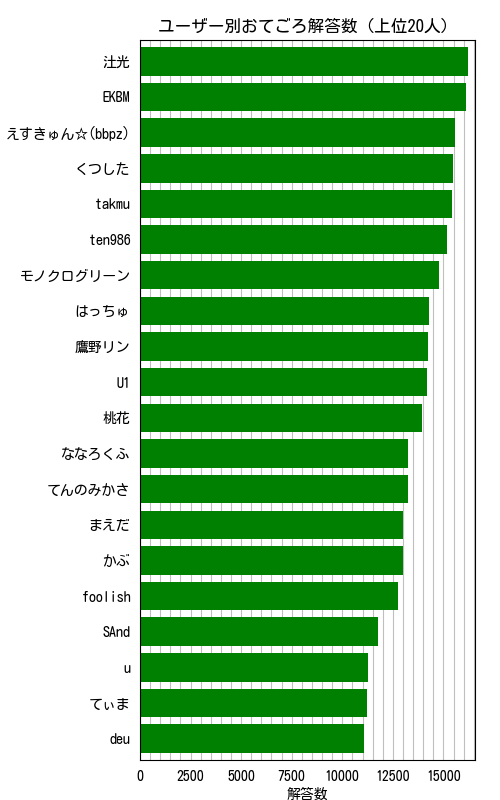 ユーザー別おてごろ解答数 (上位20人)
汢光
EKBM
えすきゅん☆(bbpz)
くつした
takmu
ten986
モノクログリーン
はっちゅ
鷹野リン
U1
桃花
ななろくふ
てんのみかさ
まえだ
かぶ
foolish
SAnd
u
てぃま
deu
0 2500 5000 7500 10000 12500 15000
解答数